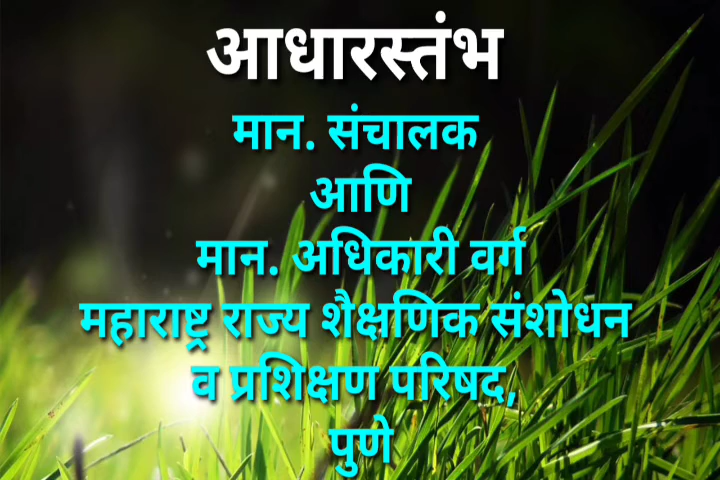 आधारस्तंभ
मान. संचालक
आणि
मान. अधिकारी वर्ग
महाराष्ट्र राज्य शैक्षणिक संशोधन
व प्रशिक्षण परिषद,
पुणे